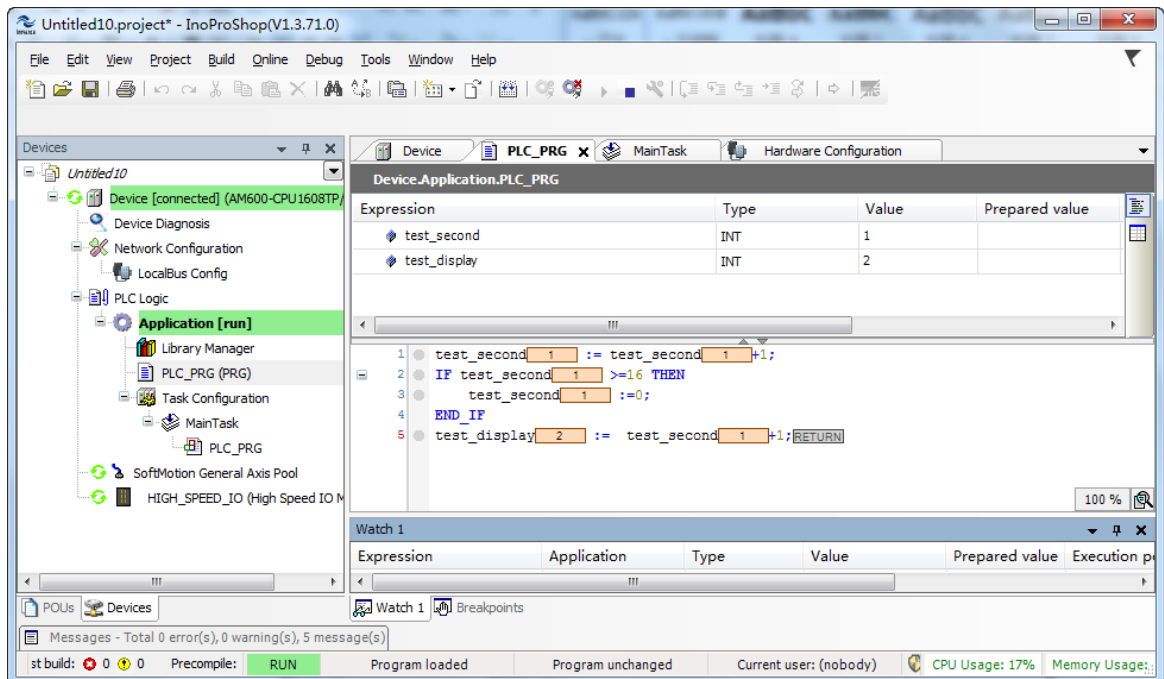 Untitled10.project* - InoProShop(V1.3.71.0)
File Edit View Project Build Online Debug Tools Window Help
Devices
Untitled10
Device [connected] (AM600-CPU1608TP/
Device Diagnosis
Network Configuration
LocalBus Config
PLC Logic
Application [run]
Library Manager
PLC_PRG (PRG)
Task Configuration
MainTask
PLC_PRG
SoftMotion General Axis Pool
HIGH_SPEED_IO (High Speed IO M
POUs Devices
Device PLC_PRG MainTask Hardware Configuration
Device.Application.PLC_PRG
Expression Type Value Prepared value
test_second INT 1
test_display INT 2
1 test_second 1 := test_second 1 +1;
2 IF test_second 1 >=16 THEN
3 test_second 1 :=0;
4 END_IF
5 test_display 2 := test_second 1 +1;RETURN
100 %
Watch 1
Expression Application Type Value Prepared value Execution p
Watch 1 Breakpoints
Messages - Total 0 error(s), 0 warning(s), 5 message(s)
st build: 0 0 Precompile: RUN Program loaded Program unchanged Current user: (nobody) CPU Usage: 17% Memory Usage: